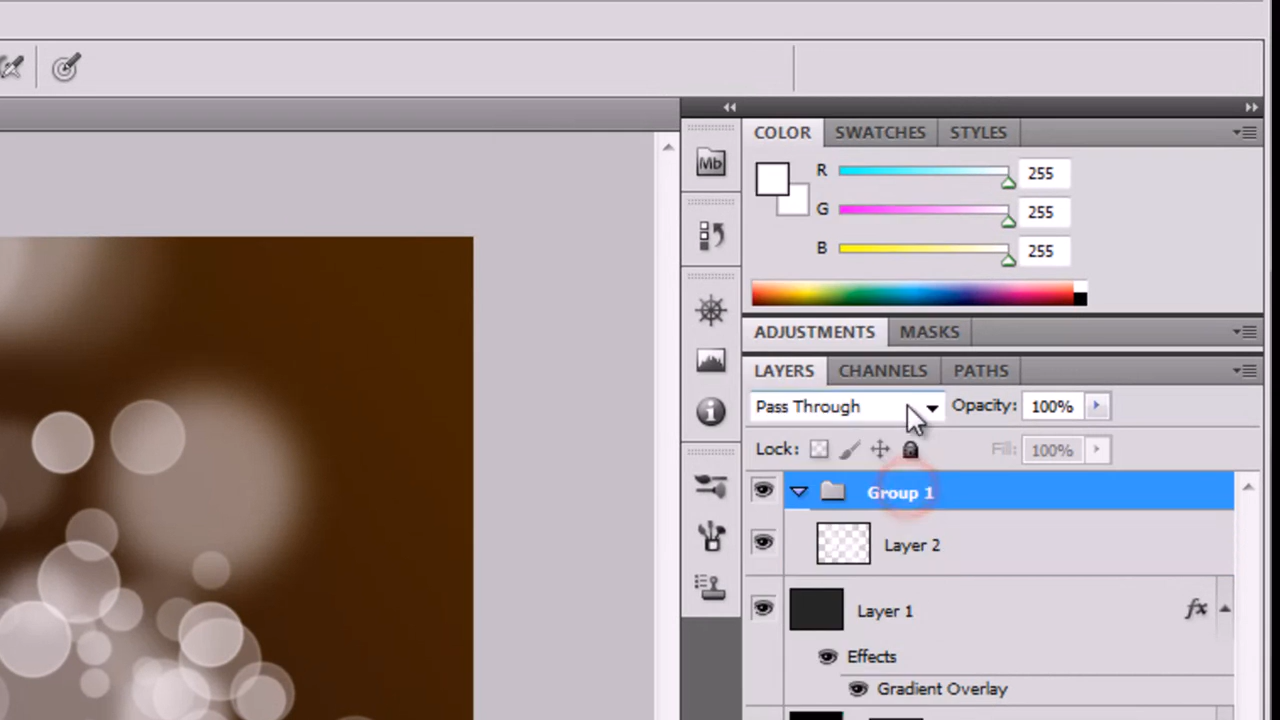 COLOR SWATCHES STYLES
Mb
R 255
G 255
B 255
ADJUSTMENTS MASKS
LAYERS CHANNELS PATHS
Pass Through Opacity: 100%
Lock: Fill: 100%
Group 1
Layer 2
Layer 1 fx
Effects
Gradient Overlay